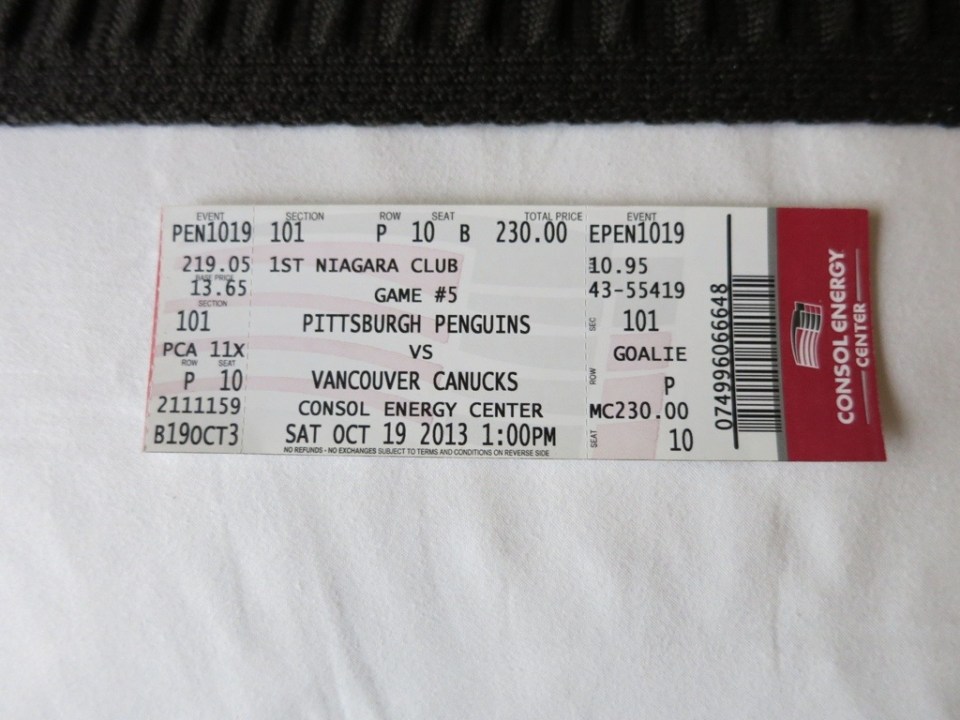 EVENT SECTION ROW SEAT TOTAL PRICE EVENT
PEN1019 101 P 10 B 230.00 EPEN1019
219.05 1ST NIAGARA CLUB 10.95
13.65 GAME #5 43-55419
SECTION
101 PITTSBURGH PENGUINS SEC 101
PCA 11X VS GOALIE
ROW SEAT
P 10 VANCOUVER CANUCKS ROW P
2111159 CONSOL ENERGY CENTER MC230.00
B19OCT3 SAT OCT 19 2013 1:00PM SEAT 10
NO REFUNDS - NO EXCHANGES SUBJECT TO TERMS AND CONDITIONS ON REVERSE SIDE
074996066648
CONSOL ENERGY
CENTER